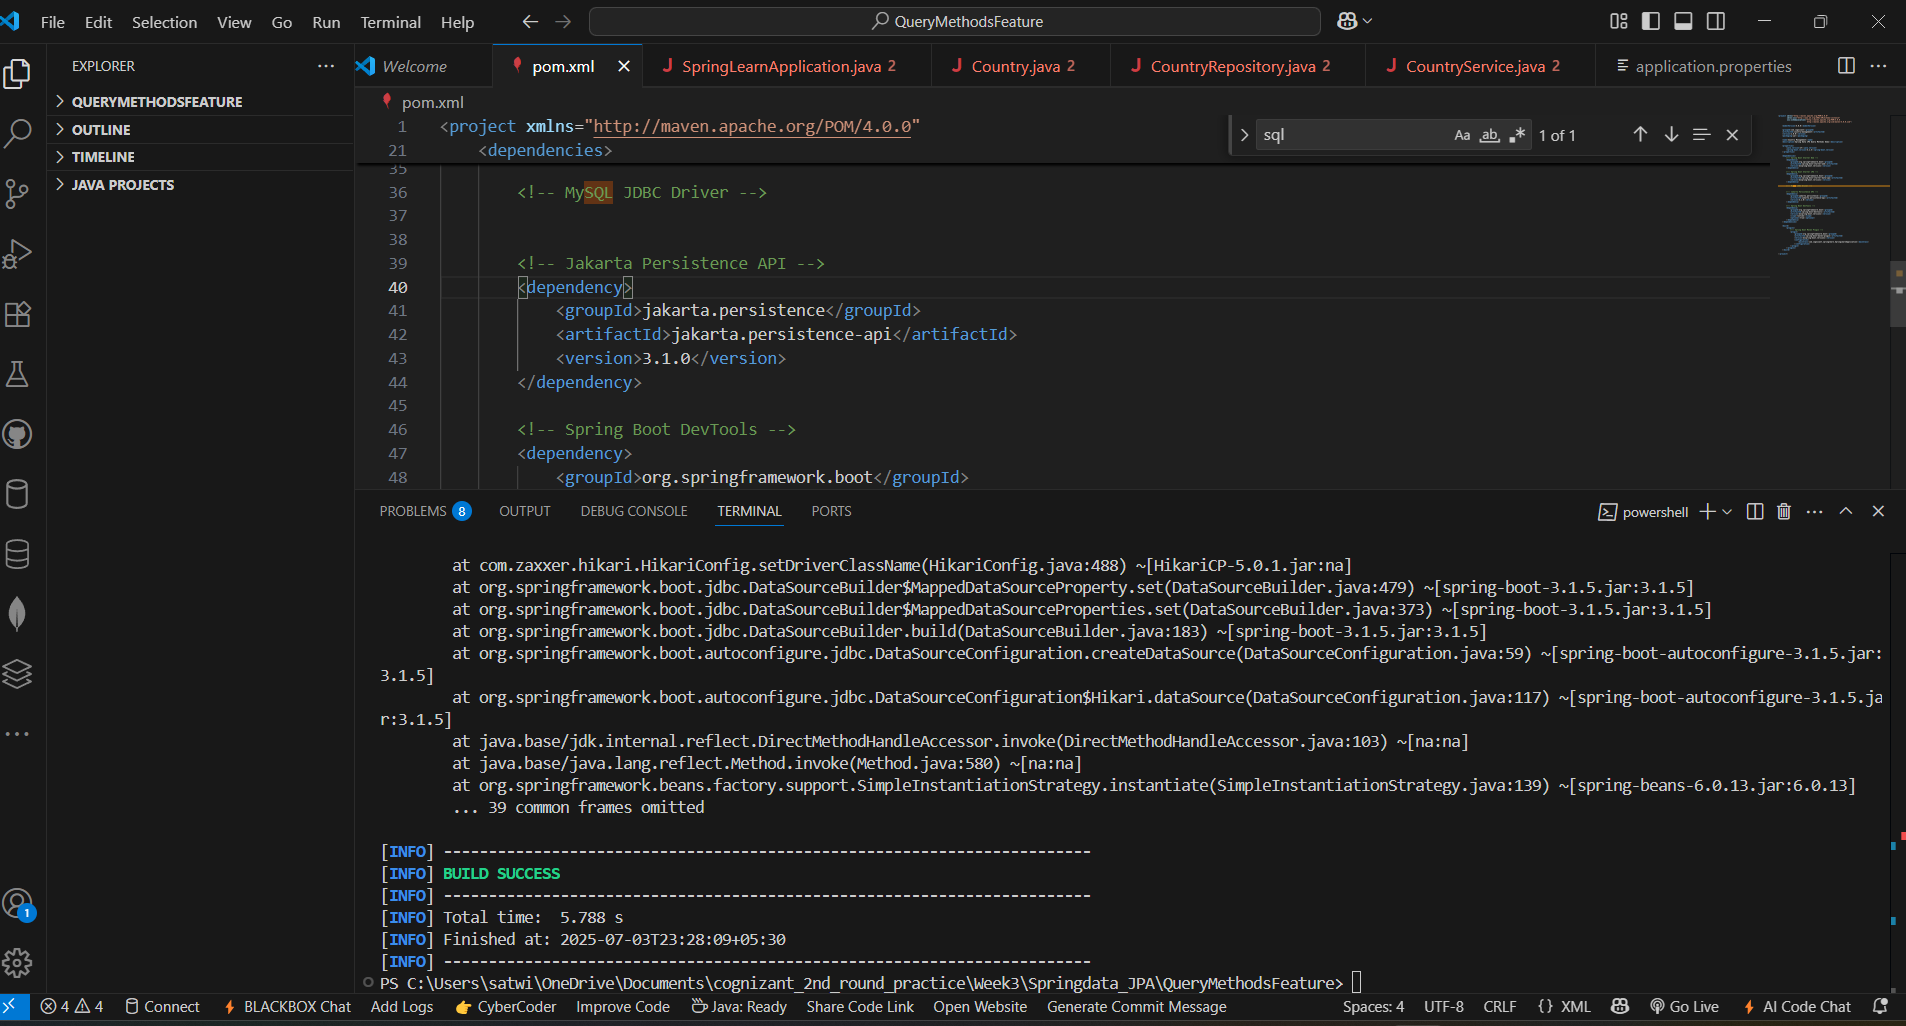 File Edit Selection View Go Run Terminal Help
QueryMethodsFeature
EXPLORER
QUERYMETHODSFEATURE
OUTLINE
TIMELINE
JAVA PROJECTS
Welcome
pom.xml
SpringLearnApplication.java 2
Country.java 2
CountryRepository.java 2
CountryService.java 2
application.properties
pom.xml
sql
Aa ab .* 1 of 1
1 <project xmlns="http://maven.apache.org/POM/4.0.0"
21 <dependencies>
35
36 <!-- MySQL JDBC Driver -->
37
38
39 <!-- Jakarta Persistence API -->
40 <dependency>
41 <groupId>jakarta.persistence</groupId>
42 <artifactId>jakarta.persistence-api</artifactId>
43 <version>3.1.0</version>
44 </dependency>
45
46 <!-- Spring Boot DevTools -->
47 <dependency>
48 <groupId>org.springframework.boot</groupId>
PROBLEMS 8 OUTPUT DEBUG CONSOLE TERMINAL PORTS
powershell
at com.zaxxer.hikari.HikariConfig.setDriverClassName(HikariConfig.java:488) ~[HikariCP-5.0.1.jar:na]
at org.springframework.boot.jdbc.DataSourceBuilder$MappedDataSourceProperty.set(DataSourceBuilder.java:479) ~[spring-boot-3.1.5.jar:3.1.5]
at org.springframework.boot.jdbc.DataSourceBuilder$MappedDataSourceProperties.set(DataSourceBuilder.java:373) ~[spring-boot-3.1.5.jar:3.1.5]
at org.springframework.boot.jdbc.DataSourceBuilder.build(DataSourceBuilder.java:183) ~[spring-boot-3.1.5.jar:3.1.5]
at org.springframework.boot.autoconfigure.jdbc.DataSourceConfiguration.createDataSource(DataSourceConfiguration.java:59) ~[spring-boot-autoconfigure-3.1.5.jar:
3.1.5]
at org.springframework.boot.autoconfigure.jdbc.DataSourceConfiguration$Hikari.dataSource(DataSourceConfiguration.java:117) ~[spring-boot-autoconfigure-3.1.5.ja
r:3.1.5]
at java.base/jdk.internal.reflect.DirectMethodHandleAccessor.invoke(DirectMethodHandleAccessor.java:103) ~[na:na]
at java.base/java.lang.reflect.Method.invoke(Method.java:580) ~[na:na]
at org.springframework.beans.factory.support.SimpleInstantiationStrategy.instantiate(SimpleInstantiationStrategy.java:139) ~[spring-beans-6.0.13.jar:6.0.13]
... 39 common frames omitted
[INFO] ------------------------------------------------------------------------
[INFO] BUILD SUCCESS
[INFO] ------------------------------------------------------------------------
[INFO] Total time:  5.788 s
[INFO] Finished at: 2025-07-03T23:28:09+05:30
[INFO] ------------------------------------------------------------------------
PS C:\Users\satwi\OneDrive\Documents\cognizant_2nd_round_practice\Week3\Springdata_JPA\QueryMethodsFeature>
1
4 4 Connect BLACKBOX Chat Add Logs CyberCoder Improve Code Java: Ready Share Code Link Open Website Generate Commit Message Spaces: 4 UTF-8 CRLF {} XML Go Live AI Code Chat